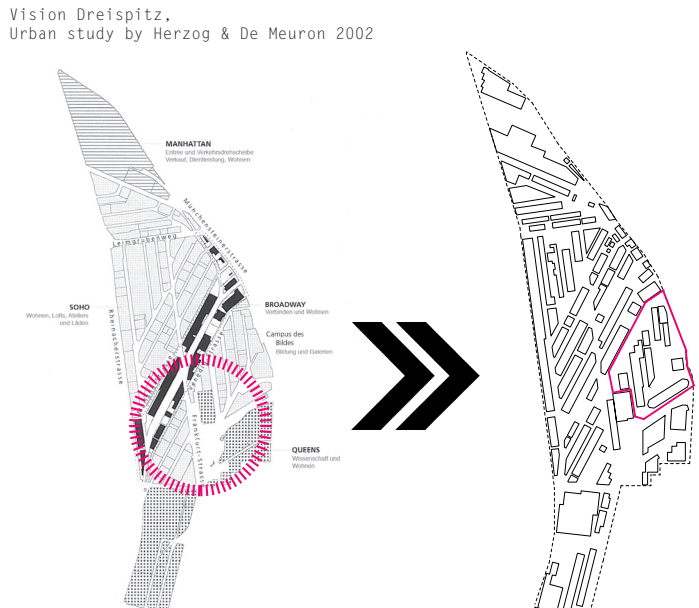 Vision Dreispitz,
Urban study by Herzog & De Meuron 2002
MANHATTAN
Entree und Verkehrsdrehscheibe
Verkauf, Dientleistung, Wohnen
Münchensteinerstrasse
Leimgrubenweg
SOHO
Wohnen, Lofts, Ateliers
und Läden
BROADWAY
Verbinden und Wohnen
Rheinacherstrasse
Campus des
Bildes
Bildung und Galerien
Frankfurt-Strasse
QUEENS
Wissenschaft und
Wohnen